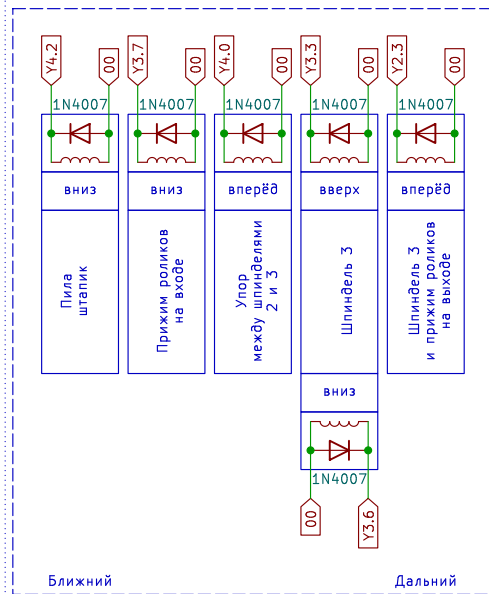 Y4.2
00
Y3.7
00
Y4.0
00
Y3.3
00
Y2.3
00
1N4007
1N4007
1N4007
1N4007
1N4007
вниз
вниз
вперёд
вверх
вперёд
Пила
штапик
Прижим роликов
на входе
Упор
между шпинделями
2 и 3
Шпиндель 3
Шпиндель 3
и прижим роликов
на выходе
вниз
1N4007
00
Y3.6
Ближний
Дальний